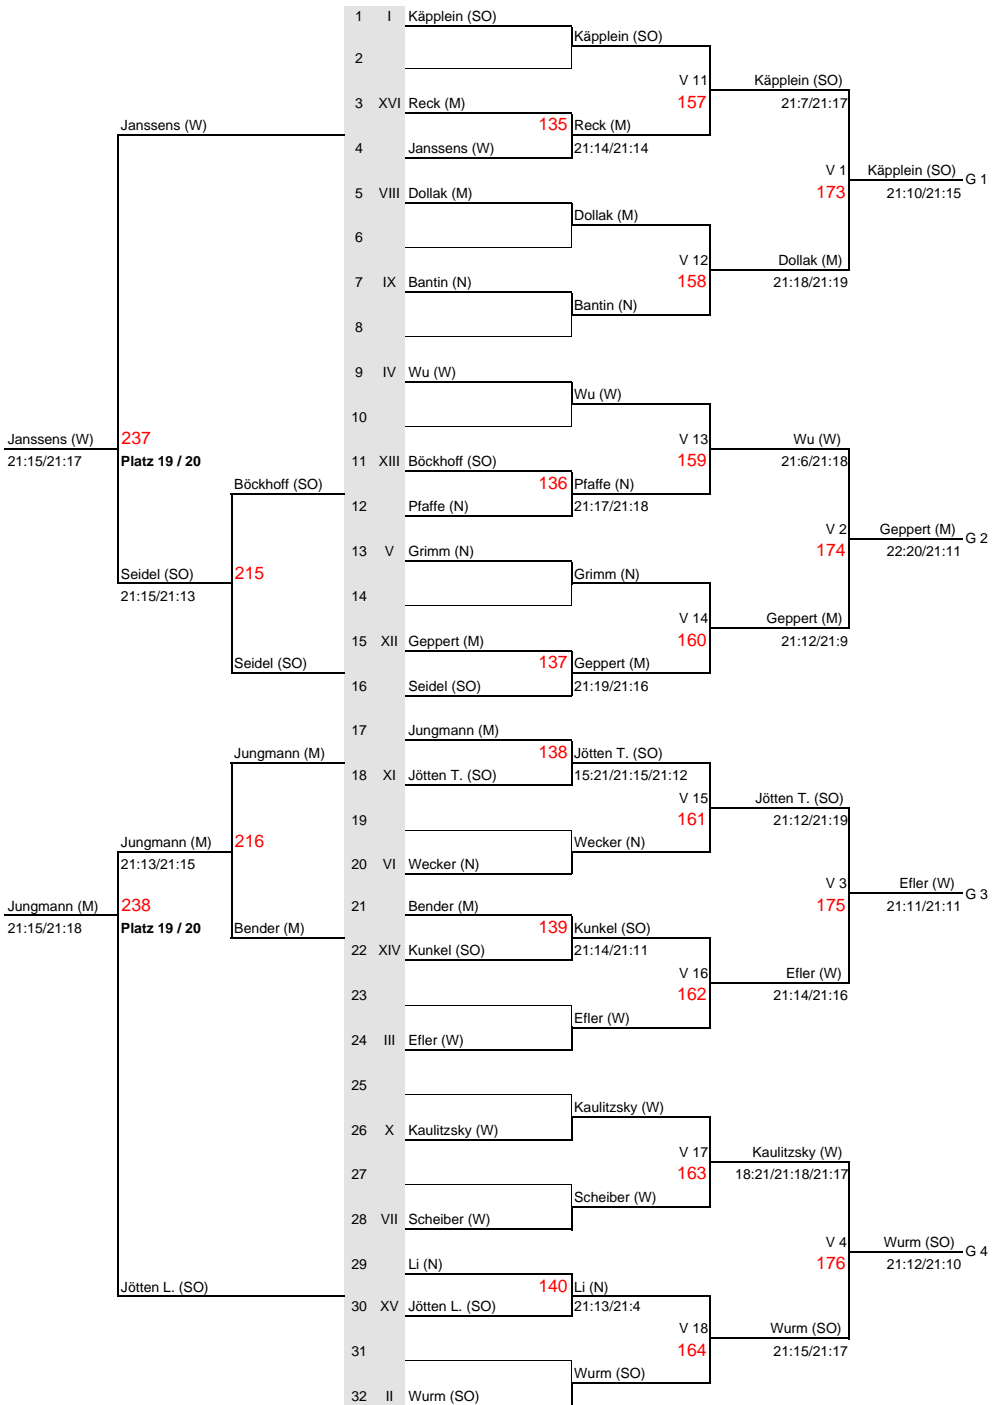 1 I Käpplein (SO)
Käpplein (SO)
2
V 11 Käpplein (SO)
3 XVI Reck (M) 157 21:7/21:17
Janssens (W) 135 Reck (M)
4 Janssens (W) 21:14/21:14
V 1 Käpplein (SO) G 1
5 VIII Dollak (M) 173 21:10/21:15
Dollak (M)
6
V 12 Dollak (M)
7 IX Bantin (N) 158 21:18/21:19
Bantin (N)
8
9 IV Wu (W)
Wu (W)
10
Janssens (W) 237 V 13 Wu (W)
21:15/21:17 Platz 19 / 20 11 XIII Böckhoff (SO) 159 21:6/21:18
Böckhoff (SO) 136 Pfaffe (N)
12 Pfaffe (N) 21:17/21:18
V 2 Geppert (M) G 2
13 V Grimm (N) 174 22:20/21:11
Seidel (SO) 215 Grimm (N)
21:15/21:13 14
V 14 Geppert (M)
15 XII Geppert (M) 160 21:12/21:9
Seidel (SO) 137 Geppert (M)
16 Seidel (SO) 21:19/21:16
17 Jungmann (M)
Jungmann (M) 138 Jötten T. (SO)
18 XI Jötten T. (SO) 15:21/21:15/21:12
V 15 Jötten T. (SO)
19 161 21:12/21:19
Jungmann (M) 216 Wecker (N)
21:13/21:15 20 VI Wecker (N)
V 3 Efler (W) G 3
Jungmann (M) 238 21 Bender (M) 175 21:11/21:11
21:15/21:18 Platz 19 / 20 Bender (M) 139 Kunkel (SO)
22 XIV Kunkel (SO) 21:14/21:11
V 16 Efler (W)
23 162 21:14/21:16
Efler (W)
24 III Efler (W)
25
Kaulitzsky (W)
26 X Kaulitzsky (W)
V 17 Kaulitzsky (W)
27 163 18:21/21:18/21:17
Scheiber (W)
28 VII Scheiber (W)
V 4 Wurm (SO) G 4
29 Li (N) 176 21:12/21:10
Jötten L. (SO) 140 Li (N)
30 XV Jötten L. (SO) 21:13/21:4
V 18 Wurm (SO)
31 164 21:15/21:17
Wurm (SO)
32 II Wurm (SO)